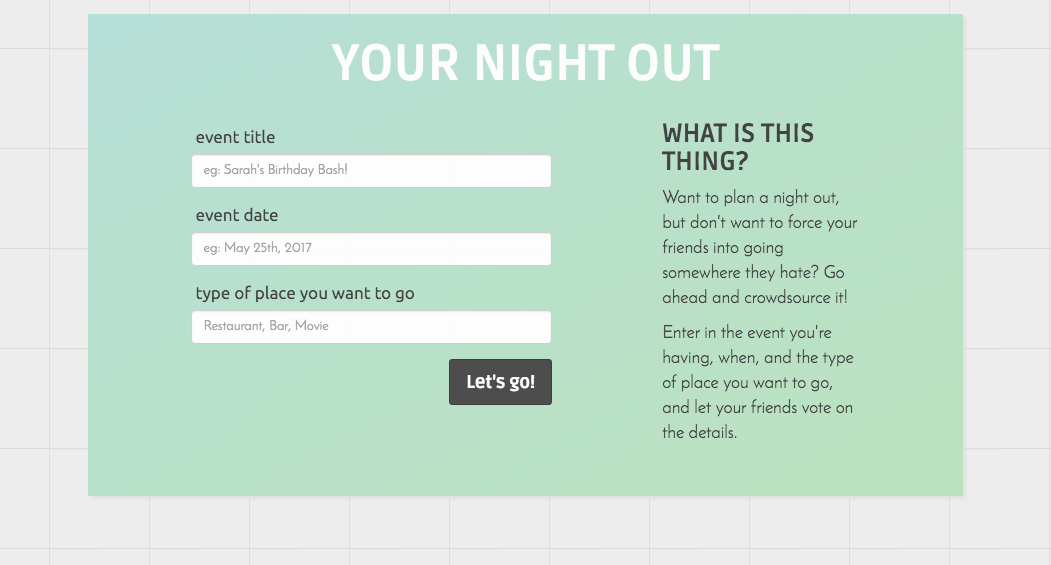 YOUR NIGHT OUT
event title
eg: Sarah's Birthday Bash!
event date
eg: May 25th, 2017
type of place you want to go
Restaurant, Bar, Movie
Let's go!
WHAT IS THIS
THING?
Want to plan a night out,
but don't want to force your
friends into going
somewhere they hate? Go
ahead and crowdsource it!
Enter in the event you're
having, when, and the type
of place you want to go,
and let your friends vote on
the details.